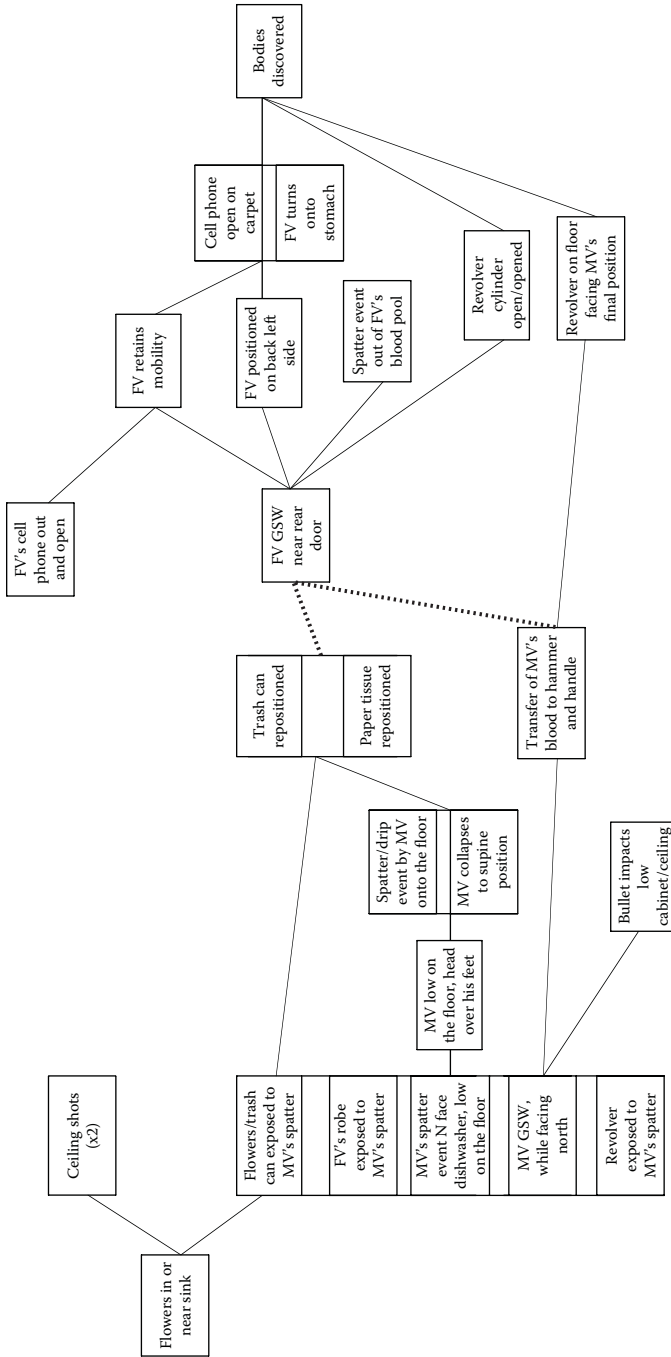 Flowers in or
near sink
Ceiling shots
(x2)
Flowers/trash
can exposed to
MV's spatter
FV's robe
exposed to
MV's spatter
MV's spatter
event N face
dishwasher, low
on the floor
MV GSW,
while facing
north
Revolver
exposed to
MV's spatter
MV low on
the floor, head
over his feet
Bullet impacts
low
cabinet/ceiling
Spatter/drip
event by MV
onto the floor
MV collapses
to supine
position
Trash can
repositioned
Paper tissue
repositioned
Transfer of MV's
blood to hammer
and handle
FV's cell
phone out
and open
FV GSW
near rear
door
FV retains
mobility
FV positioned
on back left
side
Spatter event
out of FV's
blood pool
Revolver
cylinder
open/opened
Revolver on floor
facing MV's
final position
Cell phone
open on
carpet
FV turns
onto
stomach
Bodies
discovered